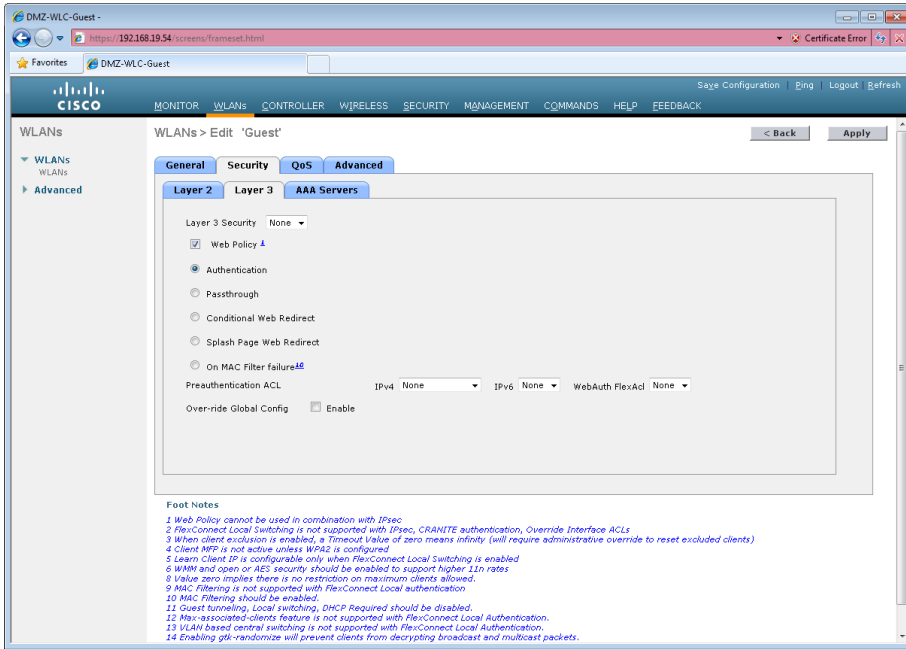 DMZ-WLC-Guest -
https://192.168.19.54/screens/frameset.html
Certificate Error
Favorites
DMZ-WLC-Guest
Save Configuration | Ping | Logout | Refresh
CISCO
MONITOR WLANs CONTROLLER WIRELESS SECURITY MANAGEMENT COMMANDS HELP FEEDBACK
WLANs
WLANs > Edit 'Guest'
< Back
Apply
WLANs
WLANs
Advanced
General Security QoS Advanced
Layer 2 Layer 3 AAA Servers
Layer 3 Security None
Web Policy 1
Authentication
Passthrough
Conditional Web Redirect
Splash Page Web Redirect
On MAC Filter failure10
Preauthentication ACL IPv4 None IPv6 None WebAuth FlexAcl None
Over-ride Global Config Enable
Foot Notes
1 Web Policy cannot be used in combination with IPsec
2 FlexConnect Local Switching is not supported with IPsec, CRANITE authentication, Override Interface ACLs
3 When client exclusion is enabled, a Timeout Value of zero means infinity (will require administrative override to reset excluded clients)
4 Client MFP is not active unless WPA2 is configured
5 Learn Client IP is configurable only when FlexConnect Local Switching is enabled
6 WMM and open or AES security should be enabled to support higher 11n rates
8 Value zero implies there is no restriction on maximum clients allowed.
9 MAC Filtering is not supported with FlexConnect Local authentication
10 MAC Filtering should be enabled.
11 Guest tunneling, Local switching, DHCP Required should be disabled.
12 Max-associated-clients feature is not supported with FlexConnect Local Authentication.
13 VLAN based central switching is not supported with FlexConnect Local Authentication.
14 Enabling gtk-randomize will prevent clients from decrypting broadcast and multicast packets.